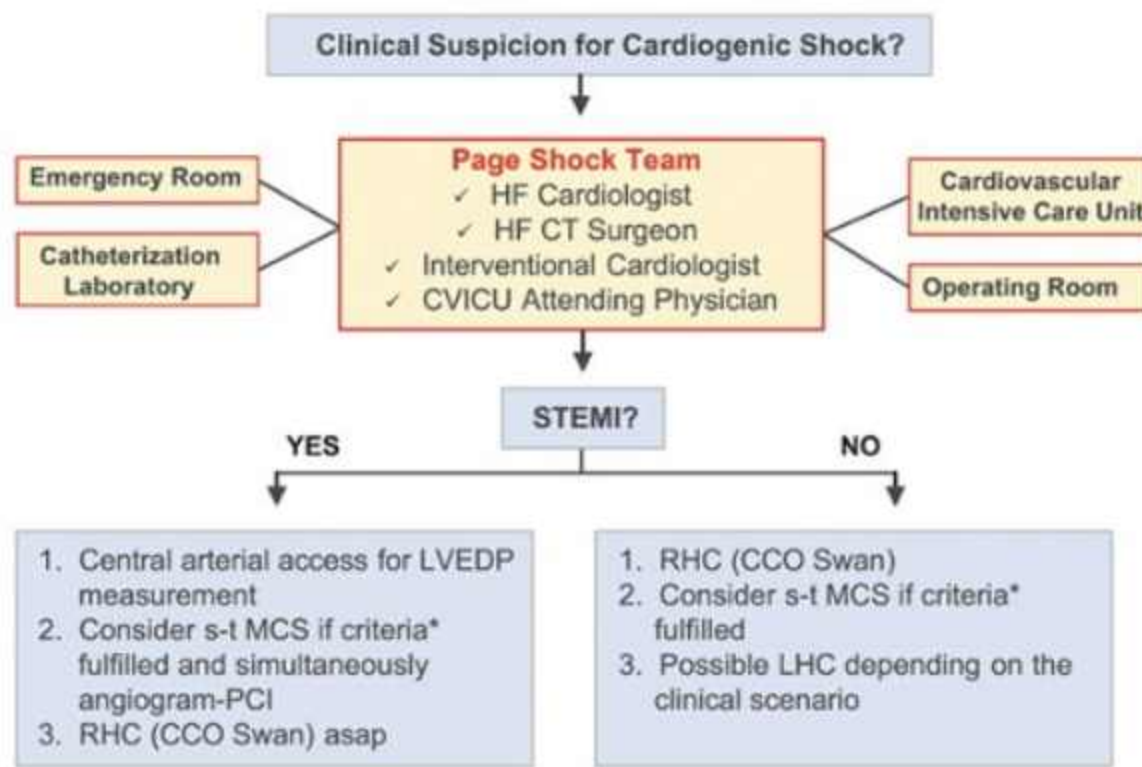 Clinical Suspicion for Cardiogenic Shock?
Emergency Room
Catheterization
Laboratory
Page Shock Team
✓ HF Cardiologist
✓ HF CT Surgeon
✓ Interventional Cardiologist
✓ CVICU Attending Physician
Cardiovascular
Intensive Care Unit
Operating Room
STEMI?
YES
NO
1. Central arterial access for LVEDP
measurement
2. Consider s-t MCS if criteria*
fulfilled and simultaneously
angiogram-PCI
3. RHC (CCO Swan) asap
1. RHC (CCO Swan)
2. Consider s-t MCS if criteria*
fulfilled
3. Possible LHC depending on the
clinical scenario